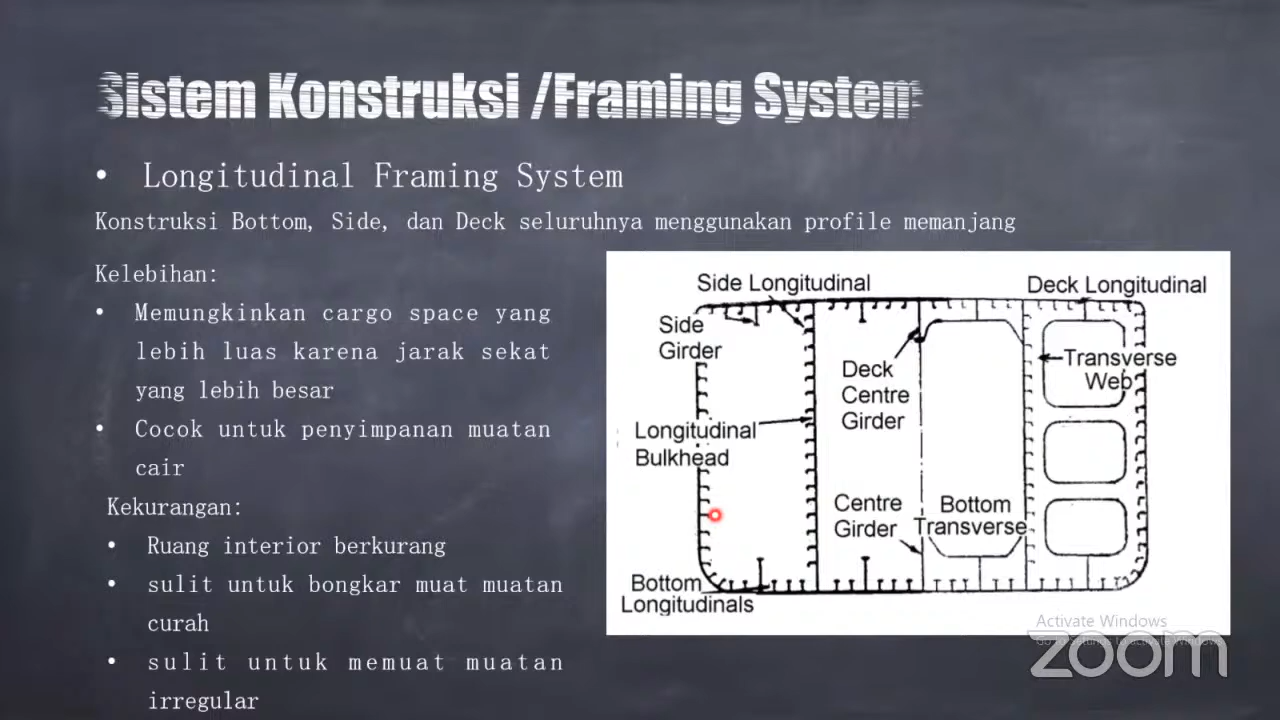 Sistem Konstruksi /Framing System
• Longitudinal Framing System
Konstruksi Bottom, Side, dan Deck seluruhnya menggunakan profile memanjang
Kelebihan:
• Memungkinkan cargo space yang
lebih luas karena jarak sekat
yang lebih besar
• Cocok untuk penyimpanan muatan
cair
Kekurangan:
• Ruang interior berkurang
• sulit untuk bongkar muat muatan
curah
• sulit untuk memuat muatan
irregular
Side Longitudinal
Deck Longitudinal
Side
Girder
Deck
Centre
Girder
Transverse
Web
Longitudinal
Bulkhead
Centre
Girder
Bottom
Transverse
Bottom
Longitudinals
Activate Windows
zoom